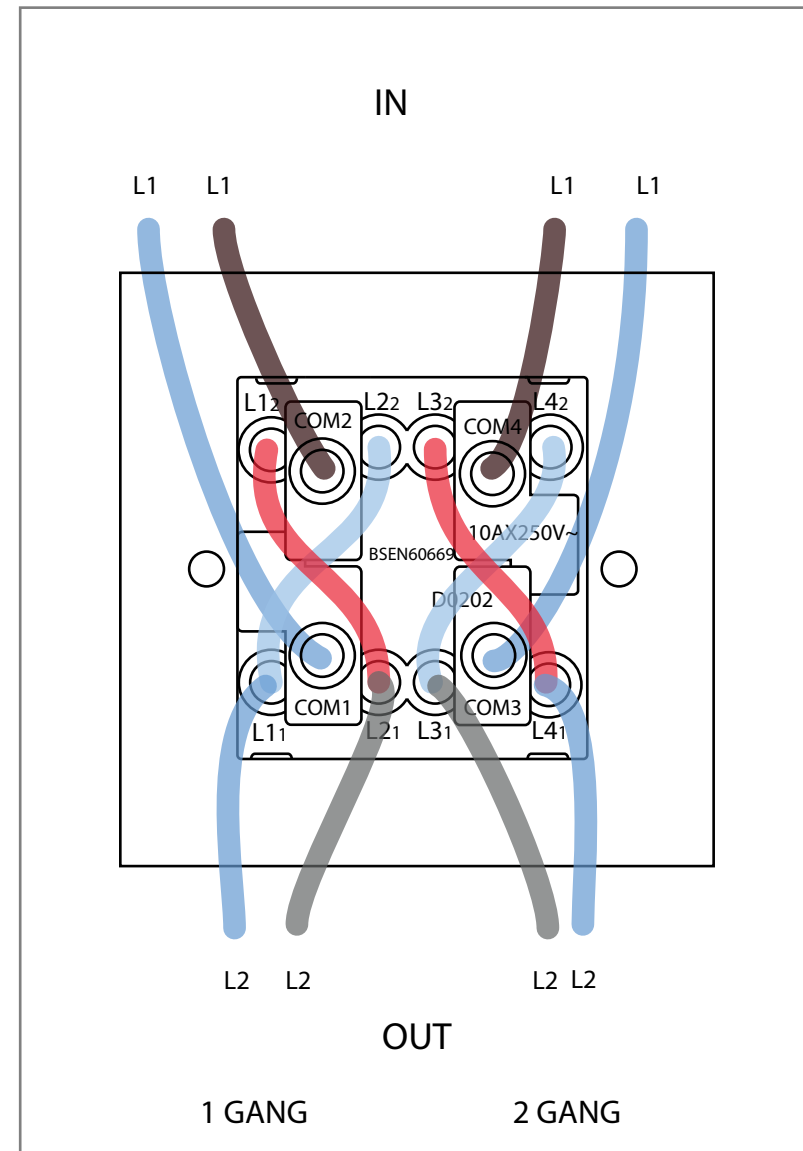 IN
L1 L1 L1 L1
L12 COM2 L22 L32 COM4 L42
10AX250V~
BSEN60669
D0202
COM1 COM3
L11 L21 L31 L41
L2 L2 L2 L2
OUT
1 GANG 2 GANG